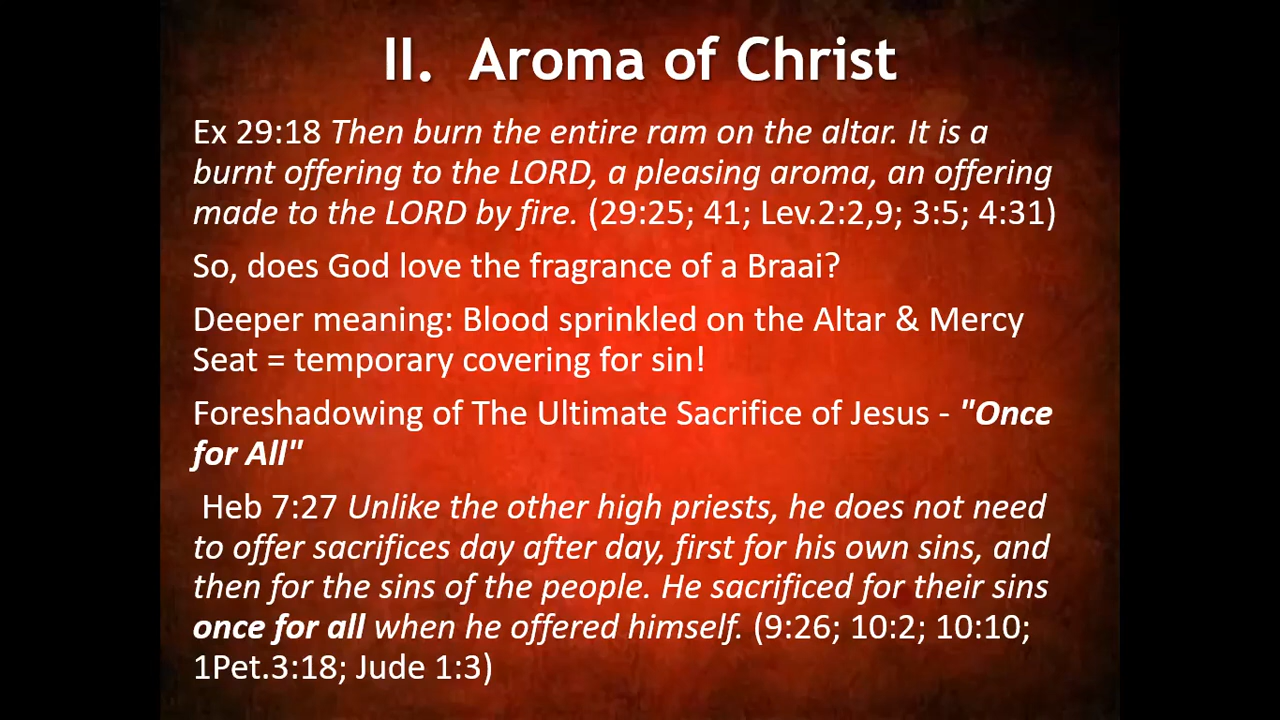 II. Aroma of Christ
Ex 29:18 Then burn the entire ram on the altar. It is a
burnt offering to the LORD, a pleasing aroma, an offering
made to the LORD by fire. (29:25; 41; Lev.2:2,9; 3:5; 4:31)
So, does God love the fragrance of a Braai?
Deeper meaning: Blood sprinkled on the Altar & Mercy
Seat = temporary covering for sin!
Foreshadowing of The Ultimate Sacrifice of Jesus - "Once
for All"
Heb 7:27 Unlike the other high priests, he does not need
to offer sacrifices day after day, first for his own sins, and
then for the sins of the people. He sacrificed for their sins
once for all when he offered himself. (9:26; 10:2; 10:10;
1Pet.3:18; Jude 1:3)